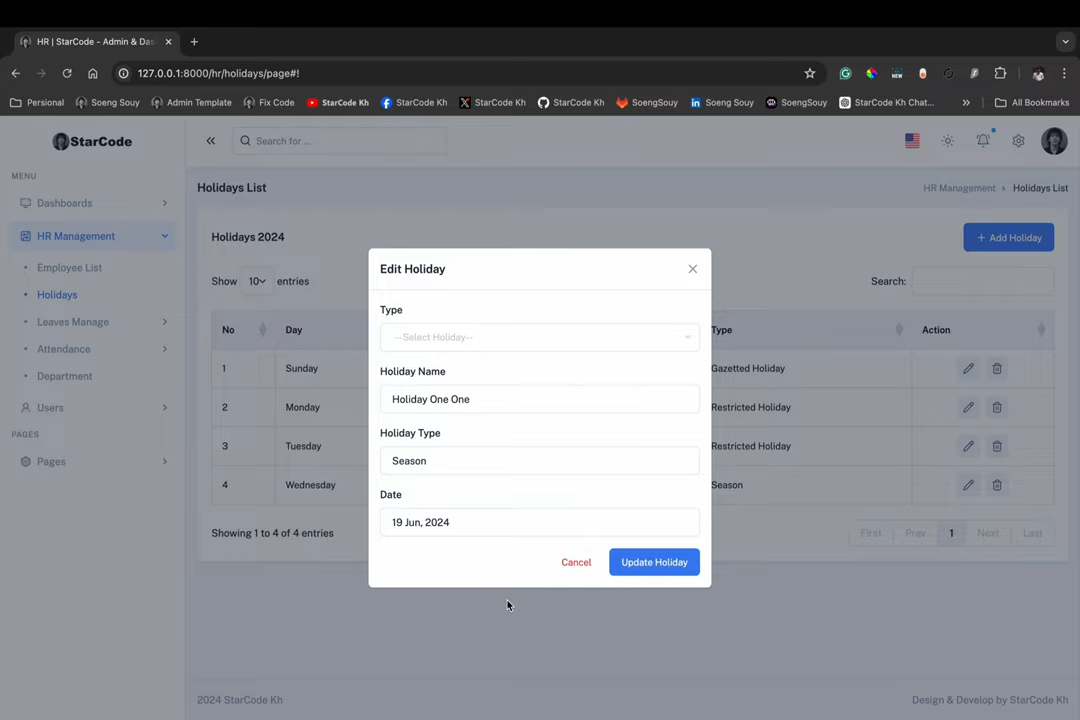 HR | StarCode - Admin & Das
127.0.0.1:8000/hr/holidays/page#!
Personal
Soeng Souy
Admin Template
Fix Code
StarCode Kh
StarCode Kh
StarCode Kh
StarCode Kh
SoengSouy
Soeng Souy
SoengSouy
StarCode Kh Chat...
All Bookmarks
StarCode
Search for ...
MENU
Dashboards
HR Management
Employee List
Holidays
Leaves Manage
Attendance
Department
Users
PAGES
Pages
Holidays List
HR Management
Holidays List
Holidays 2024
+ Add Holiday
Show 10 entries
Search:
No Day Type Action
1 Sunday Gazetted Holiday
2 Monday Restricted Holiday
3 Tuesday Restricted Holiday
4 Wednesday Season
Showing 1 to 4 of 4 entries
First Prev 1 Next Last
Edit Holiday
Type
--Select Holiday--
Holiday Name
Holiday One One
Holiday Type
Season
Date
19 Jun, 2024
Cancel
Update Holiday
2024 StarCode Kh
Design & Develop by StarCode Kh